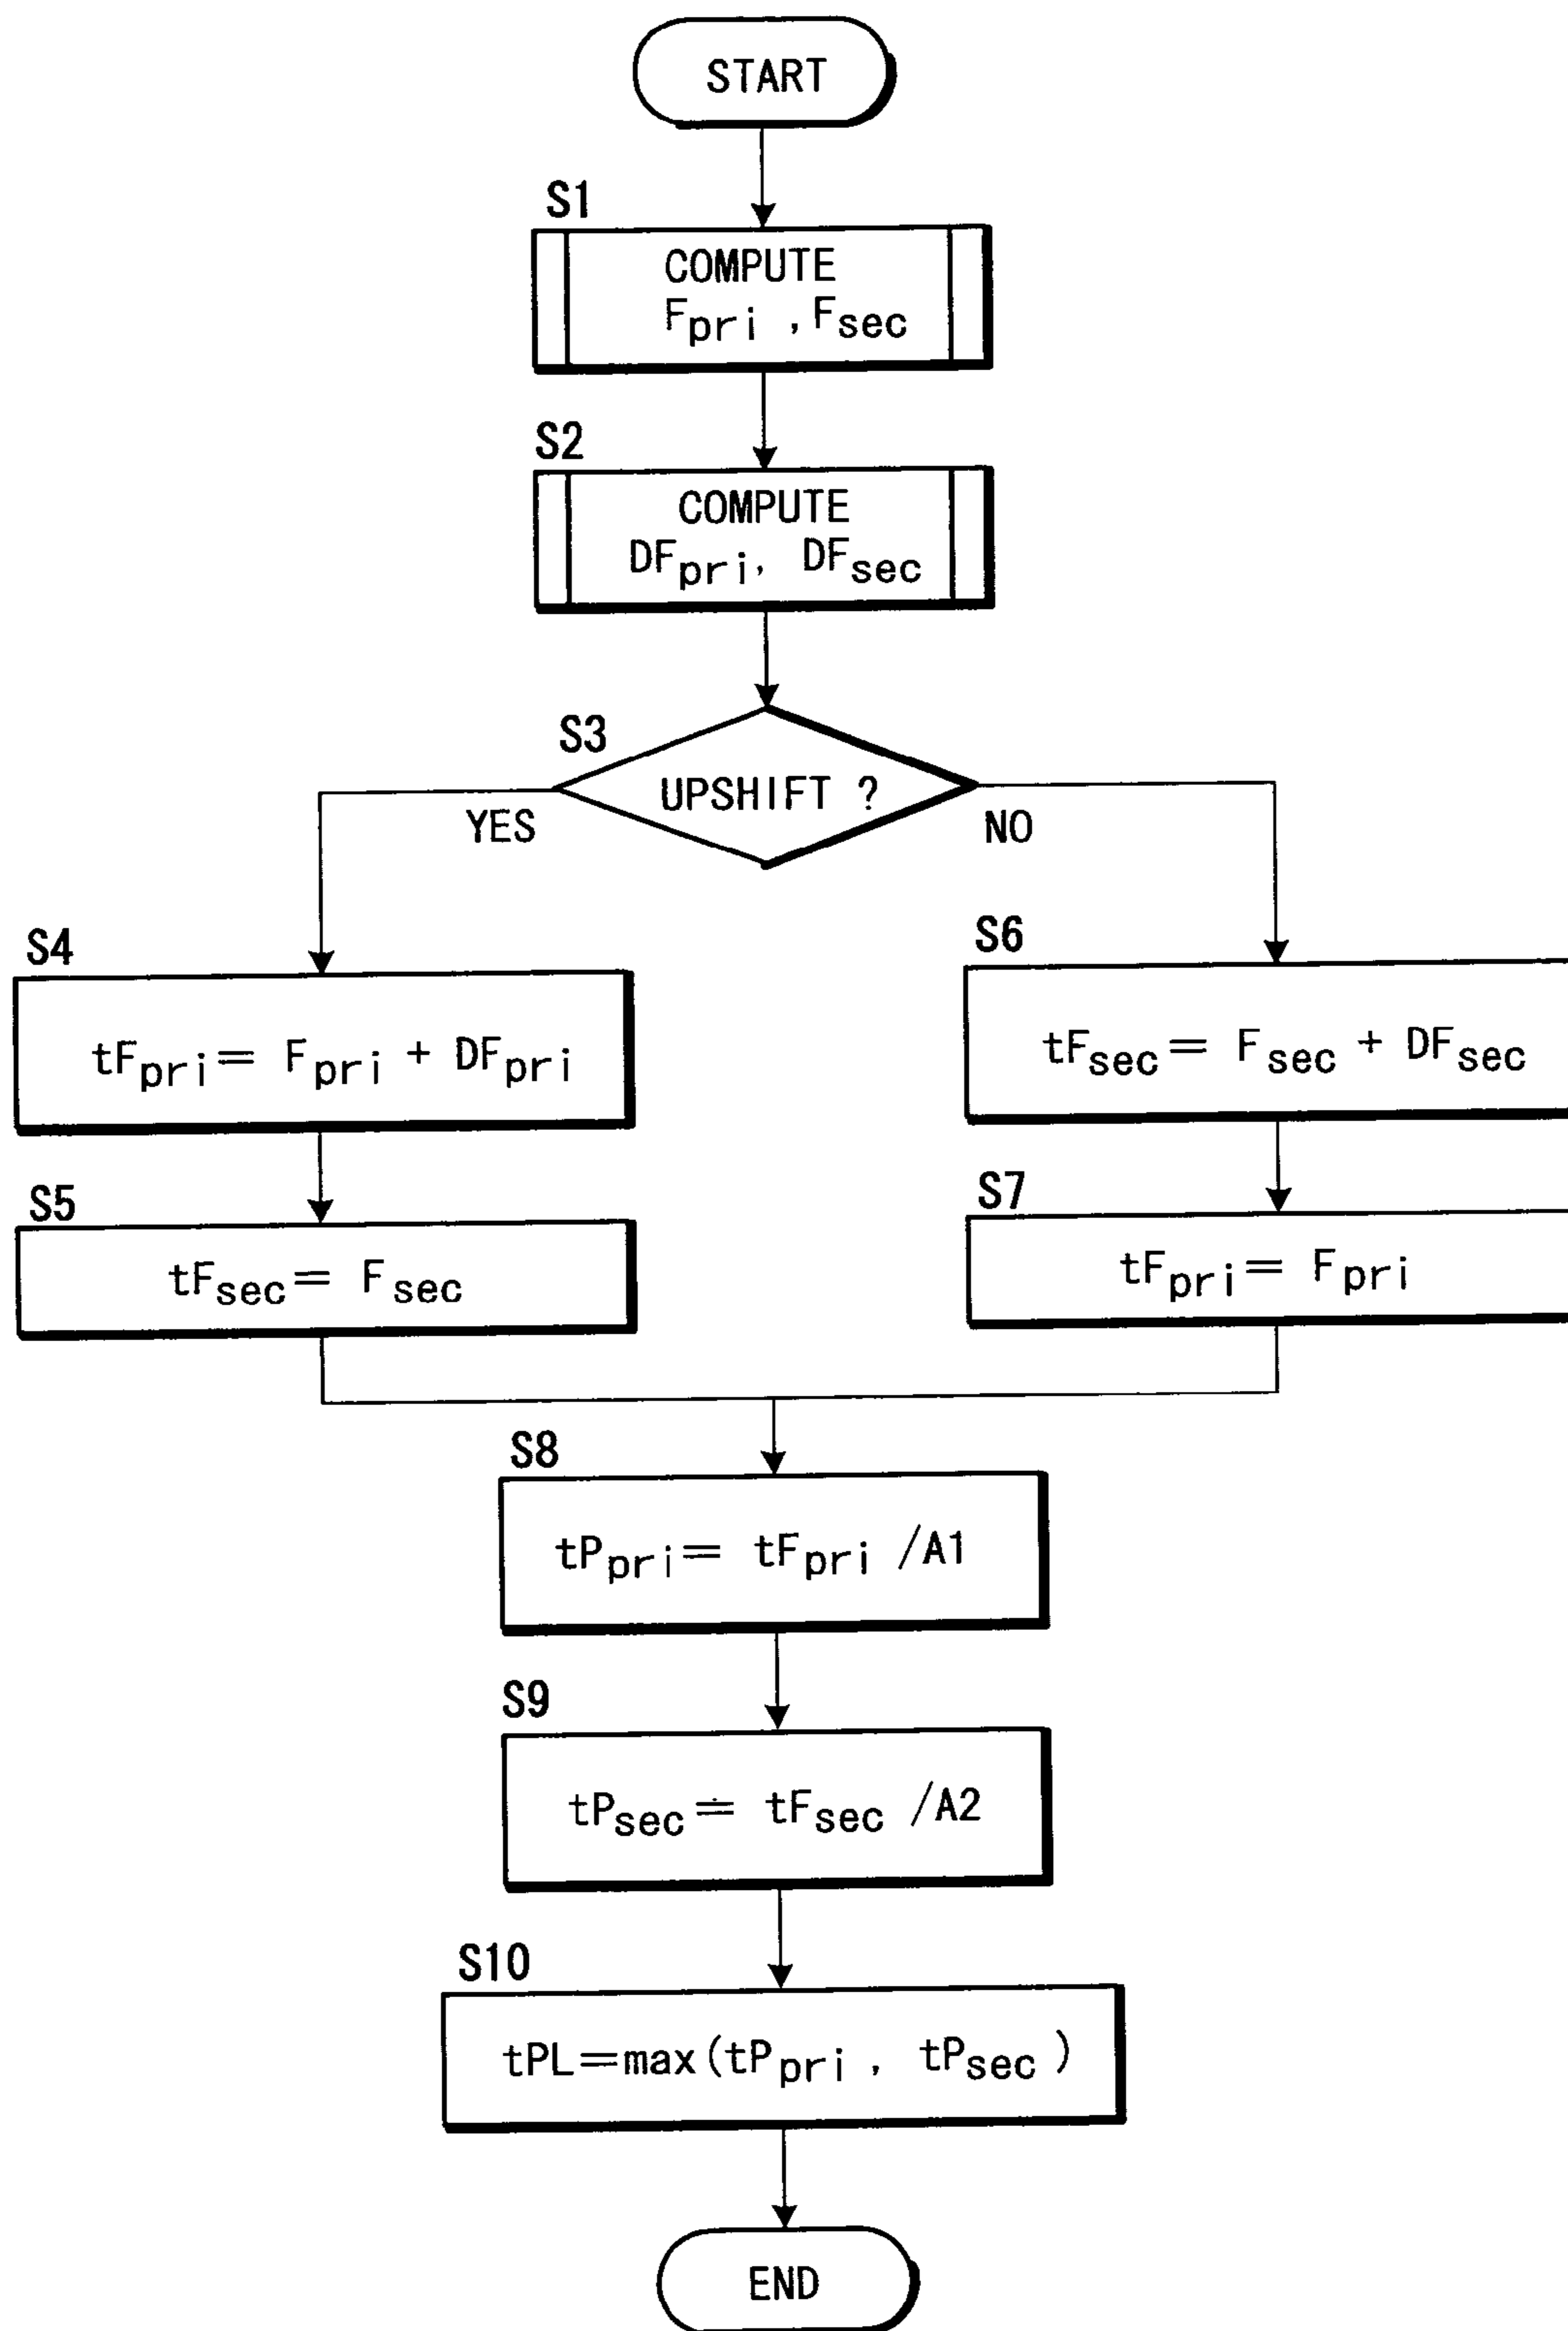 START
S1
COMPUTE
Fpri , Fsec
S2
COMPUTE
DFpri, DFsec
S3
UPSHIFT ?
YES
NO
S4
tFpri= Fpri + DFpri
S5
tFsec= Fsec
S6
tFsec= Fsec + DFsec
S7
tFpri= Fpri
S8
tPpri= tFpri /A1
S9
tPsec= tFsec /A2
S10
tPL=max(tPpri , tPsec )
END